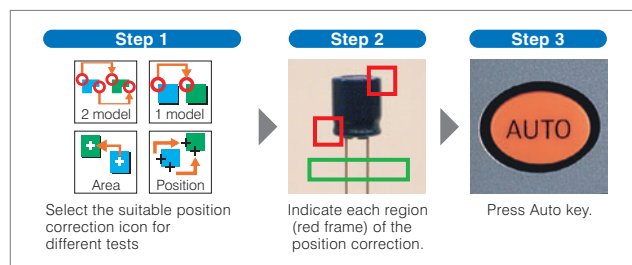 Step 1
Step 2
Step 3
2 model
1 model
Area
Position
AUTO
Select the suitable position
correction icon for
different tests
Indicate each region
(red frame) of the
position correction.
Press Auto key.